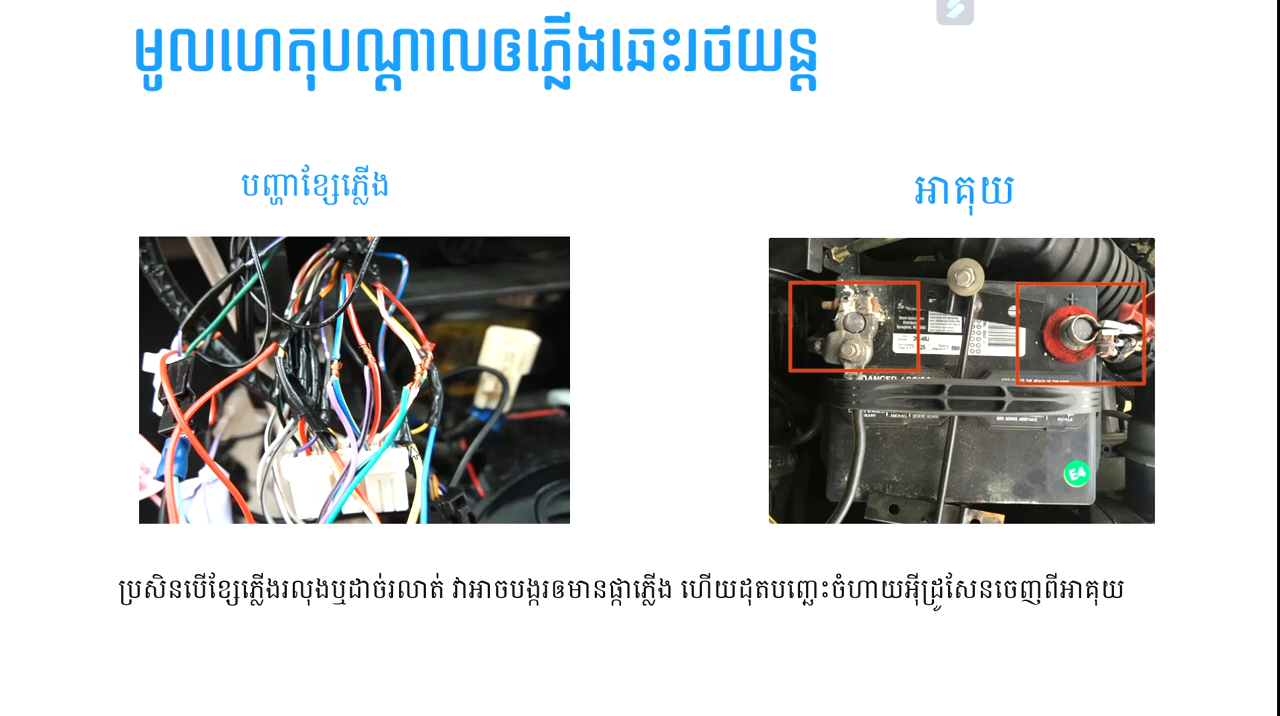 មូលហេតុបណ្តាលឲភ្លើងឆេះរថយន្ត
បញ្ហាខ្សែភ្លើង
អាគុយ
DANGER
E4
ប្រសិនបើខ្សែភ្លើងរលុងឬដាច់រលាត់ វាអាចបង្ករឲមានផ្កាភ្លើង ហើយដុតបញ្ឆេះចំហាយអ៊ីដ្រូសែនចេញពីអាគុយ